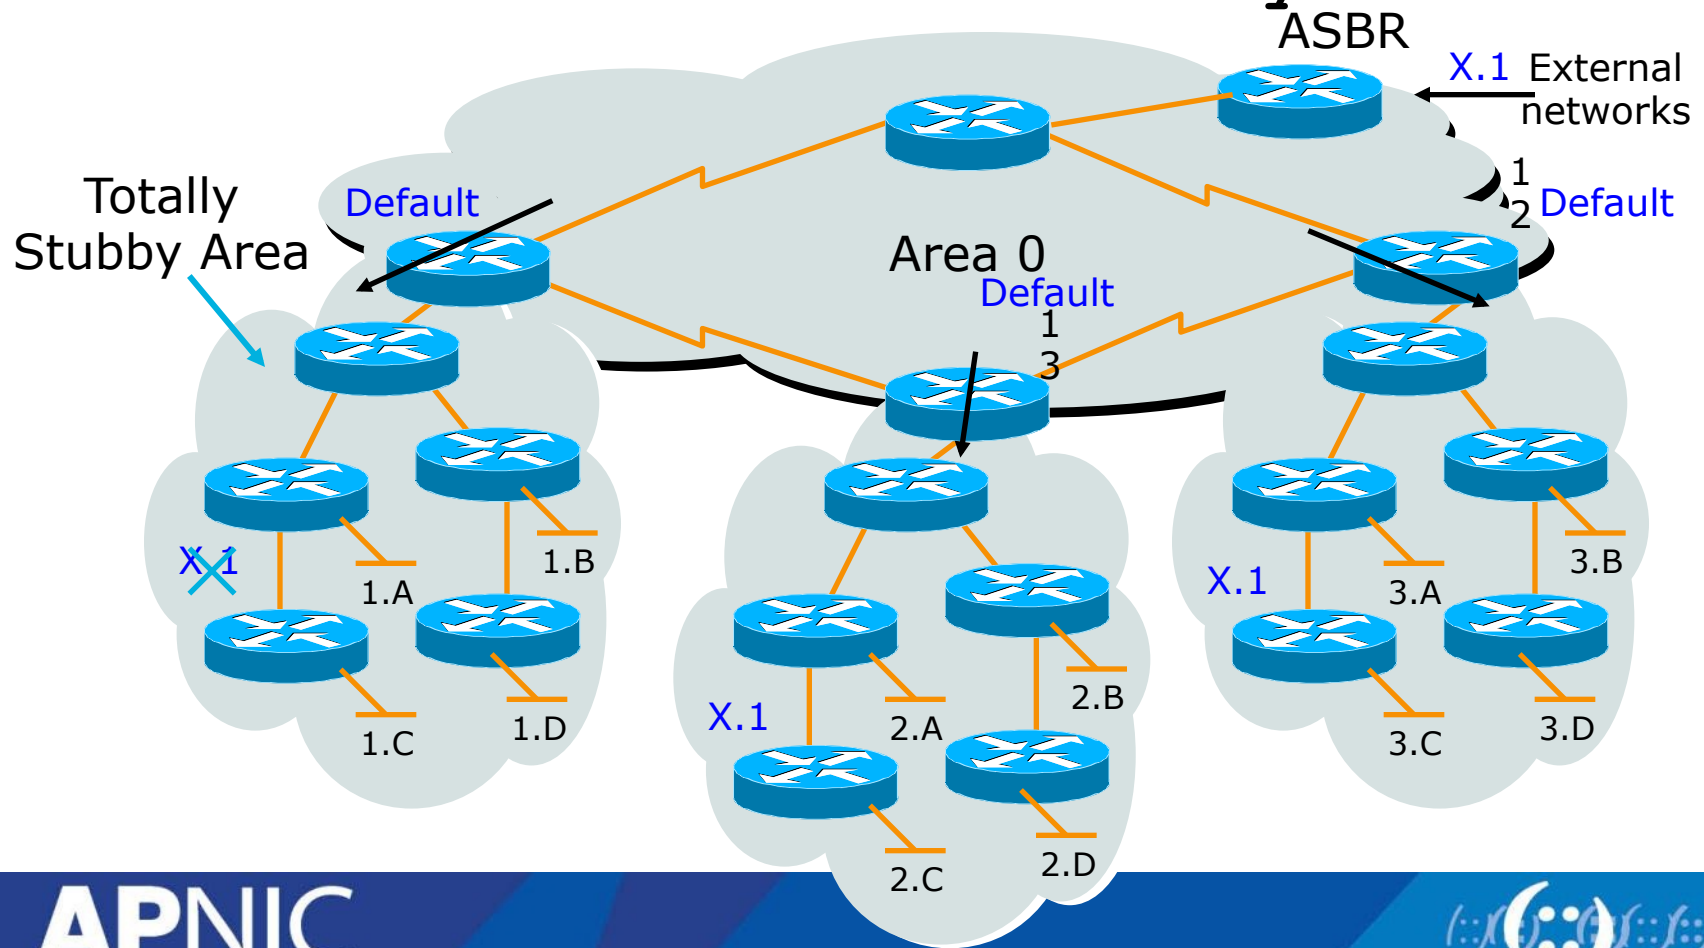 ASBR
X.1
External
networks
Totally
Stubby Area
Default
1
2
Default
Area 0
Default
1
3
X.1
1.A
1.B
1.C
1.D
X.1
2.A
2.B
2.C
2.D
X.1
3.A
3.B
3.C
3.D
APNIC